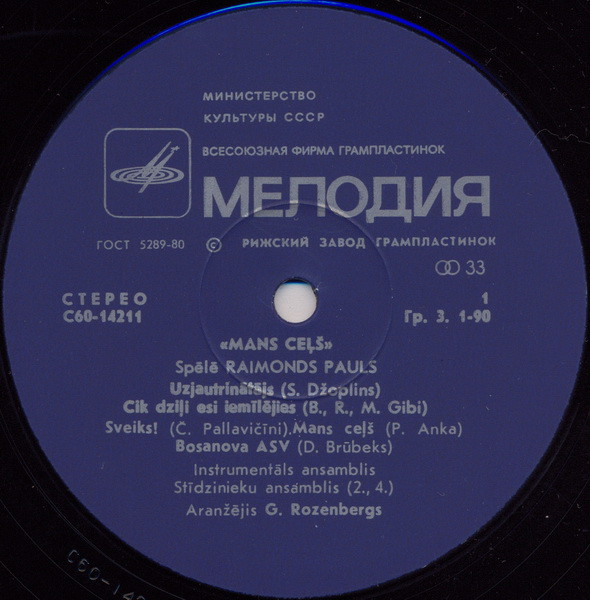 МИНИСТЕРСТВО
КУЛЬТУРЫ СССР
ВСЕСОЮЗНАЯ ФИРМА ГРАМПЛАСТИНОК
МЕЛОДИЯ
ГОСТ 5289-80 © РИЖСКИЙ ЗАВОД ГРАМПЛАСТИНОК
33
СТЕРЕО 1
С60-14211 Гр. 3. 1-90
«MANS CEĻŠ»
Spēlē RAIMONDS PAULS
Uzjautrinātājs (S. Džoplins)
Cik dziļi esi iemīlējies (B., R., M. Gibi)
Sveiks! (C. Pallavičīni). Mans ceļš (P. Anka)
Bosanova ASV (D. Brūbeks)
Instrumentāls ansamblis
Stīdzinieku ansāmblis (2., 4.)
Aranžējis G. Rozenbergs